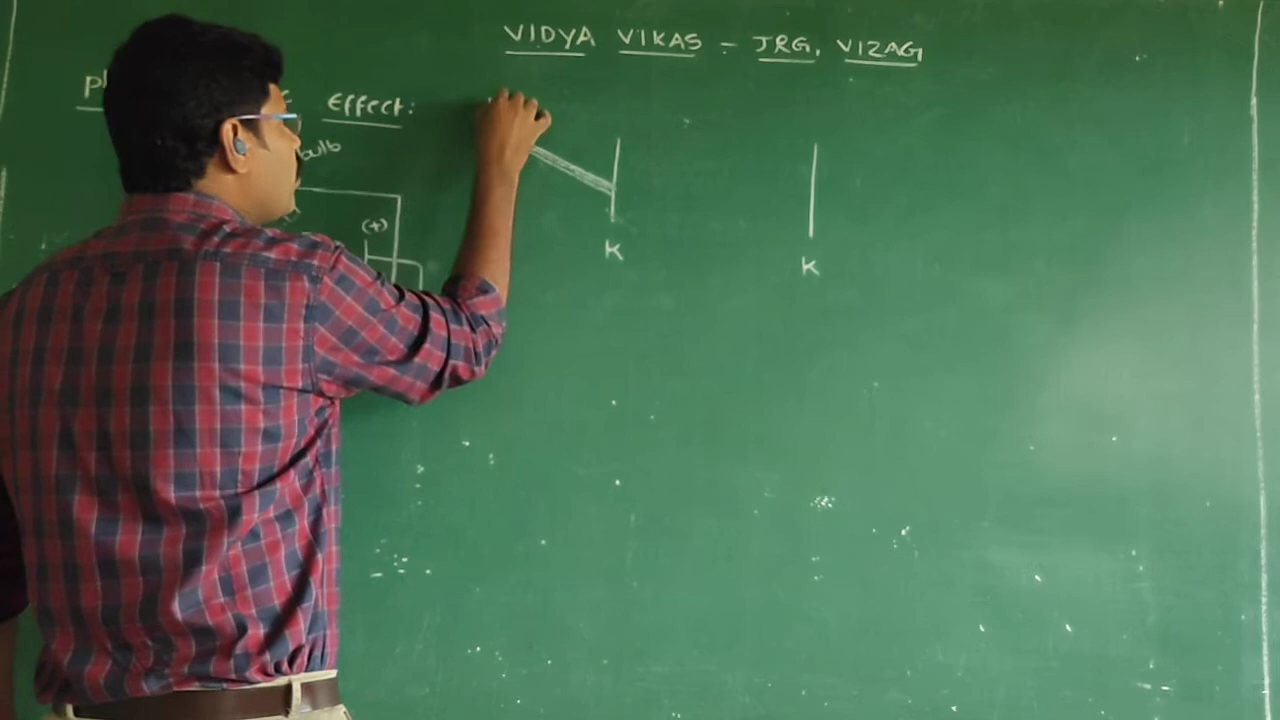 VIDYA VIKAS - JRG, VIZAG
Effect:
bulb
(+)
K
K